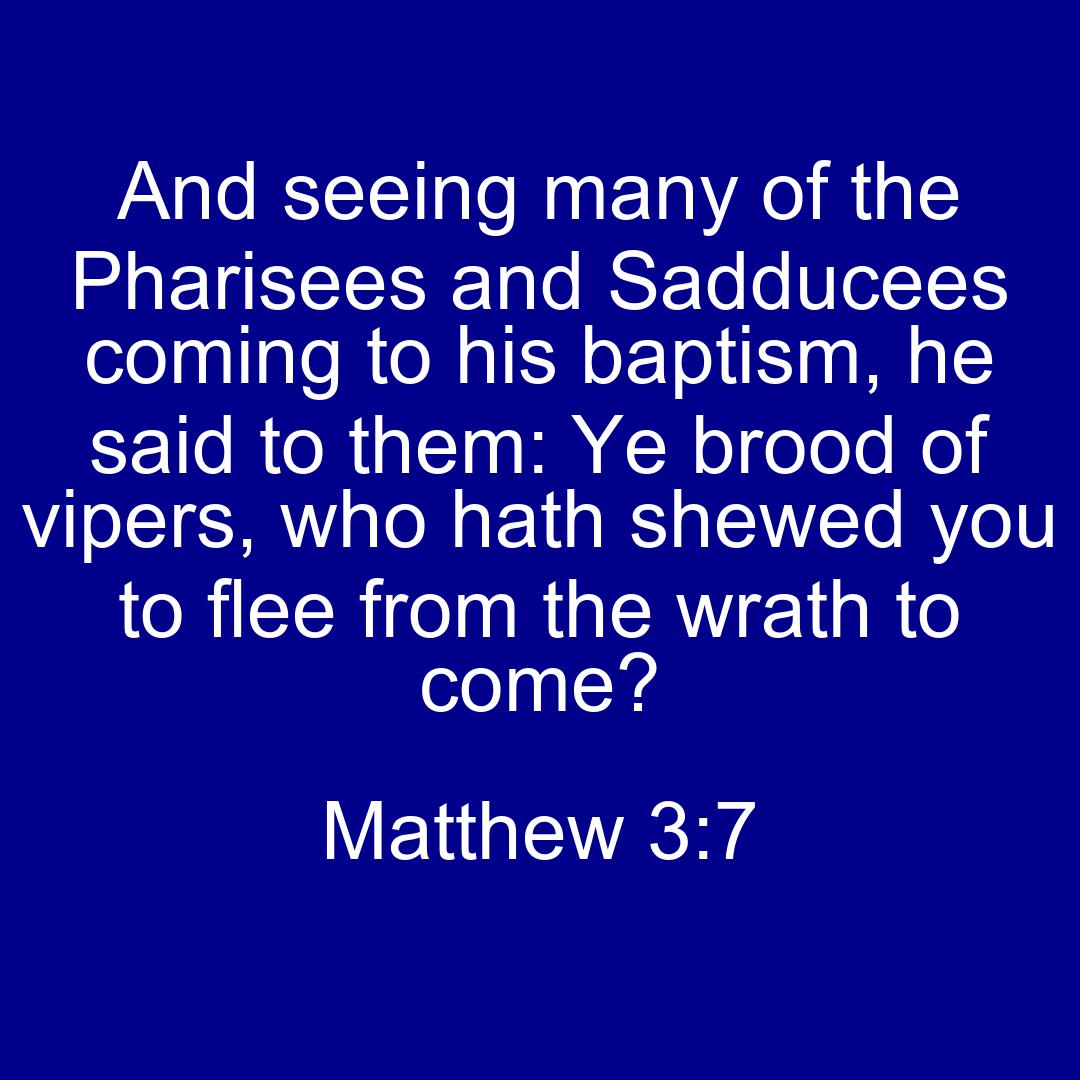 And seeing many of the
Pharisees and Sadducees
coming to his baptism, he
said to them: Ye brood of
vipers, who hath shewed you
to flee from the wrath to
come?
Matthew 3:7